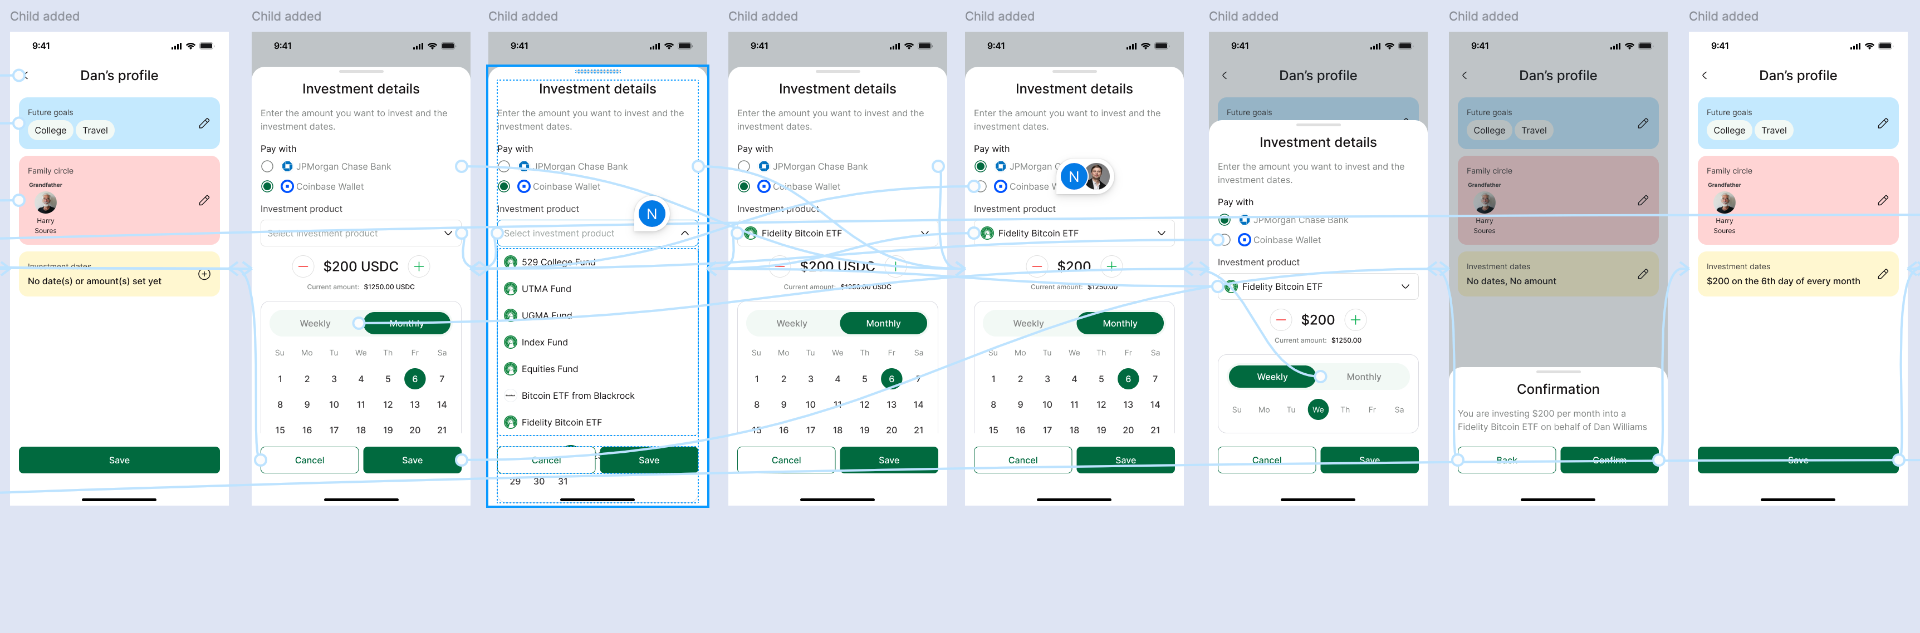 Child added
9:41
Dan's profile
Future goals
College Travel
Family circle
Grandfather
Harry
Soures
Investment dates
No date(s) or amount(s) set yet
Save
Child added
9:41
Investment details
Enter the amount you want to invest and the
investment dates.
Pay with
JPMorgan Chase Bank
Coinbase Wallet
Investment product
Select investment product
$200 USDC
Current amount: $1250.00 USDC
Weekly Monthly
Su Mo Tu We Th Fr Sa
1 2 3 4 5 6 7
8 9 10 11 12 13 14
15 16 17 18 19 20 21
Cancel Save
Child added
9:41
Investment details
Enter the amount you want to invest and the
investment dates.
Pay with
JPMorgan Chase Bank
Coinbase Wallet
Investment product
N
Select investment product
529 College Fund
UTMA Fund
UGMA Fund
Index Fund
Equities Fund
Bitcoin ETF from Blackrock
Fidelity Bitcoin ETF
Cancel Save
29 30 31
Child added
9:41
Investment details
Enter the amount you want to invest and the
investment dates.
Pay with
JPMorgan Chase Bank
Coinbase Wallet
Investment product
Fidelity Bitcoin ETF
$200 USDC
Current amount: $1250.00 USDC
Weekly Monthly
Su Mo Tu We Th Fr Sa
1 2 3 4 5 6 7
8 9 10 11 12 13 14
15 16 17 18 19 20 21
Cancel Save
Child added
9:41
Investment details
Enter the amount you want to invest and the
investment dates.
Pay with
JPMorgan C
Coinbase W
N
Investment product
Fidelity Bitcoin ETF
$200
Current amount: $1250.00
Weekly Monthly
Su Mo Tu We Th Fr Sa
1 2 3 4 5 6 7
8 9 10 11 12 13 14
15 16 17 18 19 20 21
Cancel Save
Child added
9:41
Dan's profile
Future goals
Investment details
Enter the amount you want to invest and the
investment dates.
Pay with
JPMorgan Chase Bank
Coinbase Wallet
Investment product
Fidelity Bitcoin ETF
$200
Current amount: $1250.00
Weekly Monthly
Su Mo Tu We Th Fr Sa
Cancel Save
Child added
9:41
Dan's profile
Future goals
College Travel
Family circle
Grandfather
Harry
Soures
Investment dates
No dates, No amount
Confirmation
You are investing $200 per month into a
Fidelity Bitcoin ETF on behalf of Dan Williams
Back Confirm
Child added
9:41
Dan's profile
Future goals
College Travel
Family circle
Grandfather
Harry
Soures
Investment dates
$200 on the 6th day of every month
Save